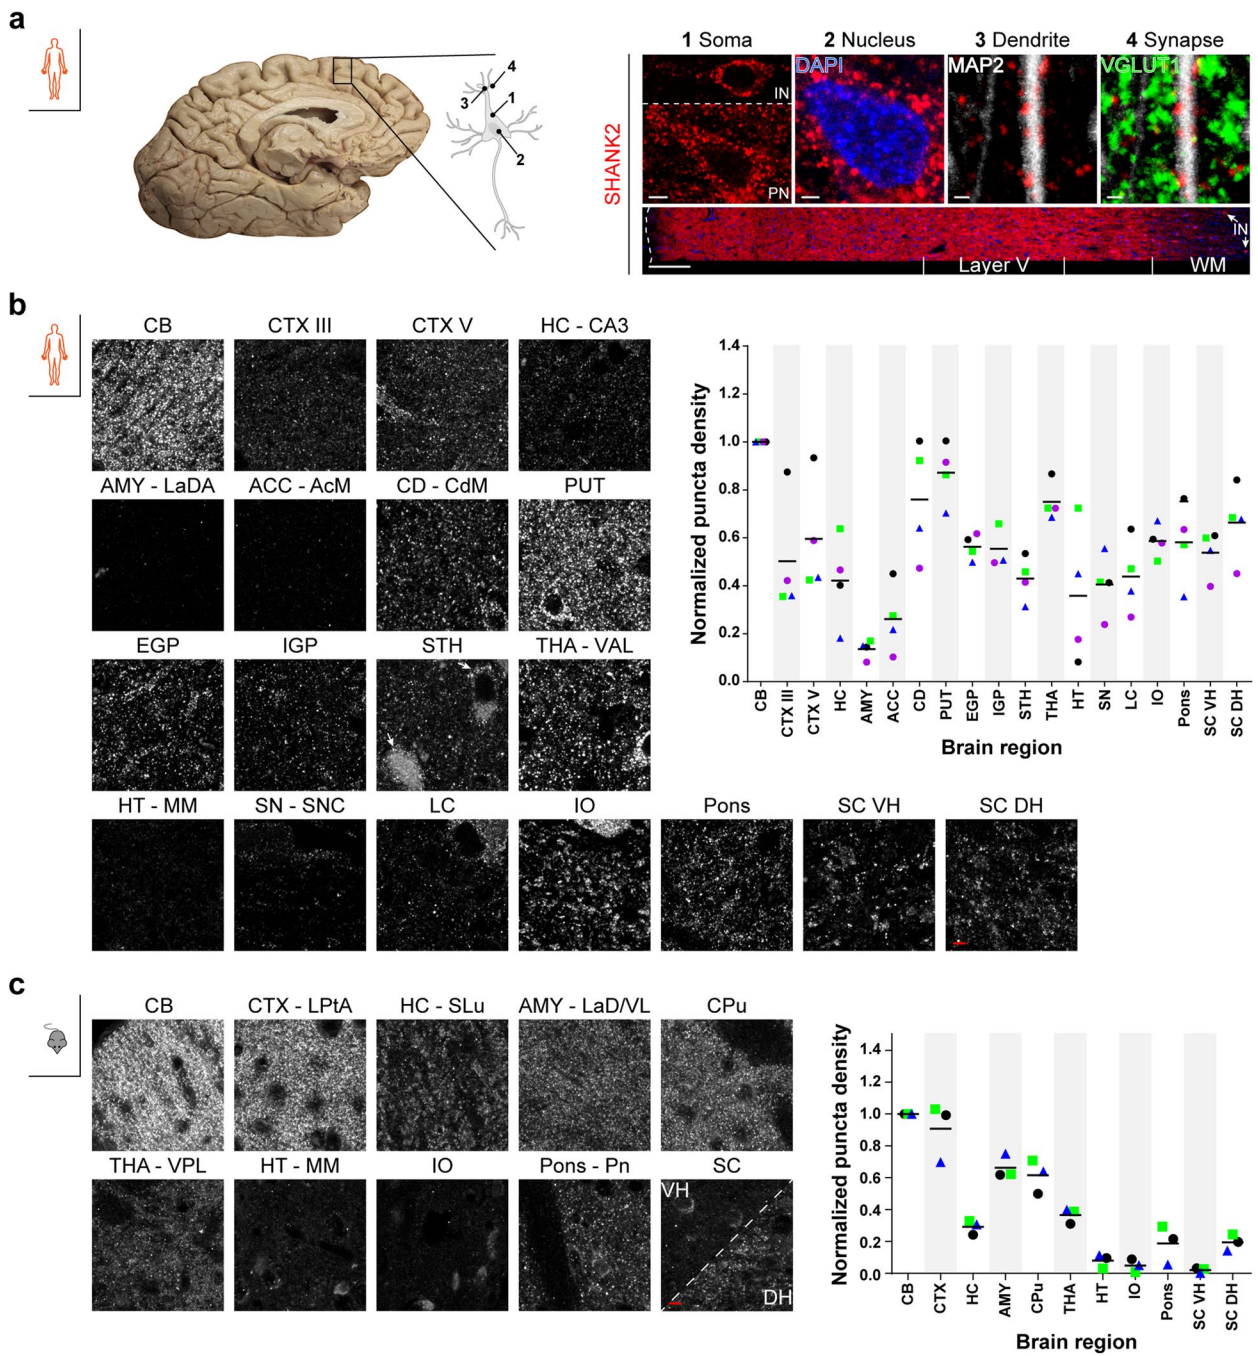 a
1 Soma 2 Nucleus 3 Dendrite 4 Synapse
SHANK2
IN
PN
DAPI
MAP2
VGLUT1
4
3
1
2
IN
Layer V
WM
b
CB CTX III CTX V HC - CA3
AMY - LaDA ACC - AcM CD - CdM PUT
EGP IGP STH THA - VAL
HT - MM SN - SNC LC IO Pons SC VH SC DH
Normalized puncta density
1.4
1.2
1.0
0.8
0.6
0.4
0.2
0.0
CB CTX III CTX V HC AMY ACC CD PUT EGP IGP STH THA HT SN LC IO Pons SC VH SC DH
Brain region
c
CB CTX - LPtA HC - SLu AMY - LaD/VL CPu
THA - VPL HT - MM IO Pons - Pn SC
VH
DH
Normalized puncta density
1.4
1.2
1.0
0.8
0.6
0.4
0.2
0.0
CB CTX HC AMY CPu THA HT IO Pons SC VH SC DH
Brain region